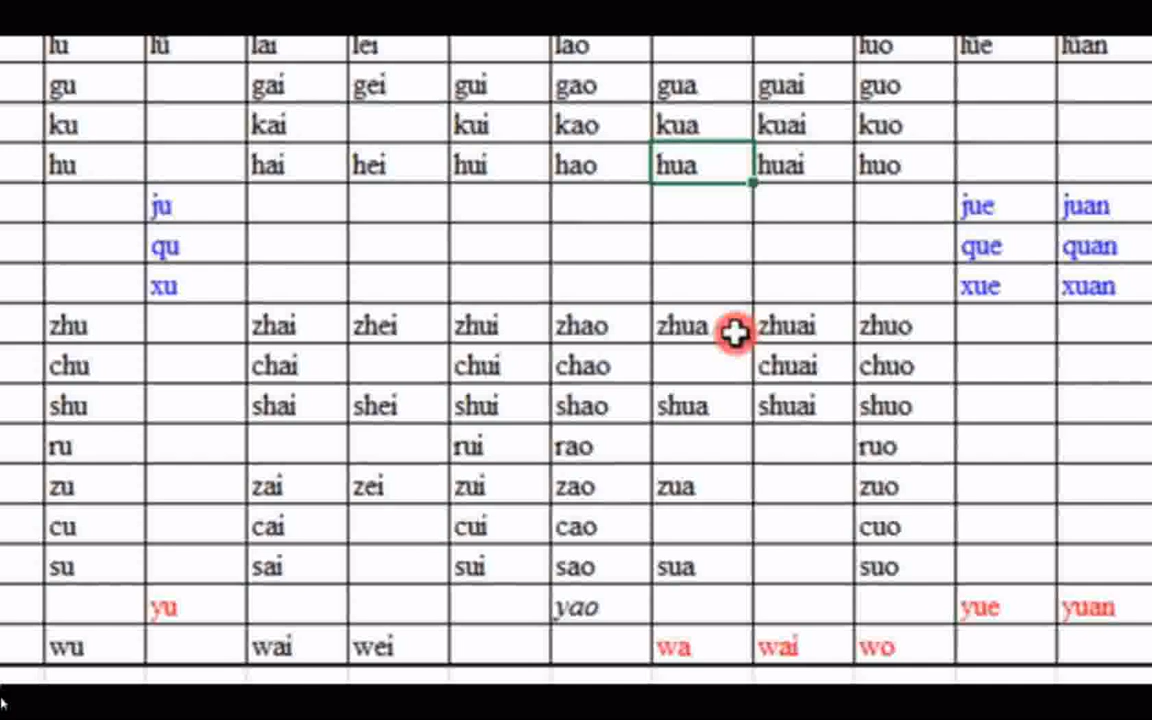 lu lü lai lei lao luo lüe lüan
gu gai gei gui gao gua guai guo
ku kai kui kao kua kuai kuo
hu hai hei hui hao hua huai huo
ju jue juan
qu que quan
xu xue xuan
zhu zhai zhei zhui zhao zhua zhuai zhuo
chu chai chui chao chuai chuo
shu shai shei shui shao shua shuai shuo
ru rui rao ruo
zu zai zei zui zao zua zuo
cu cai cui cao cuo
su sai sui sao sua suo
yu yao yue yuan
wu wai wei wa wai wo